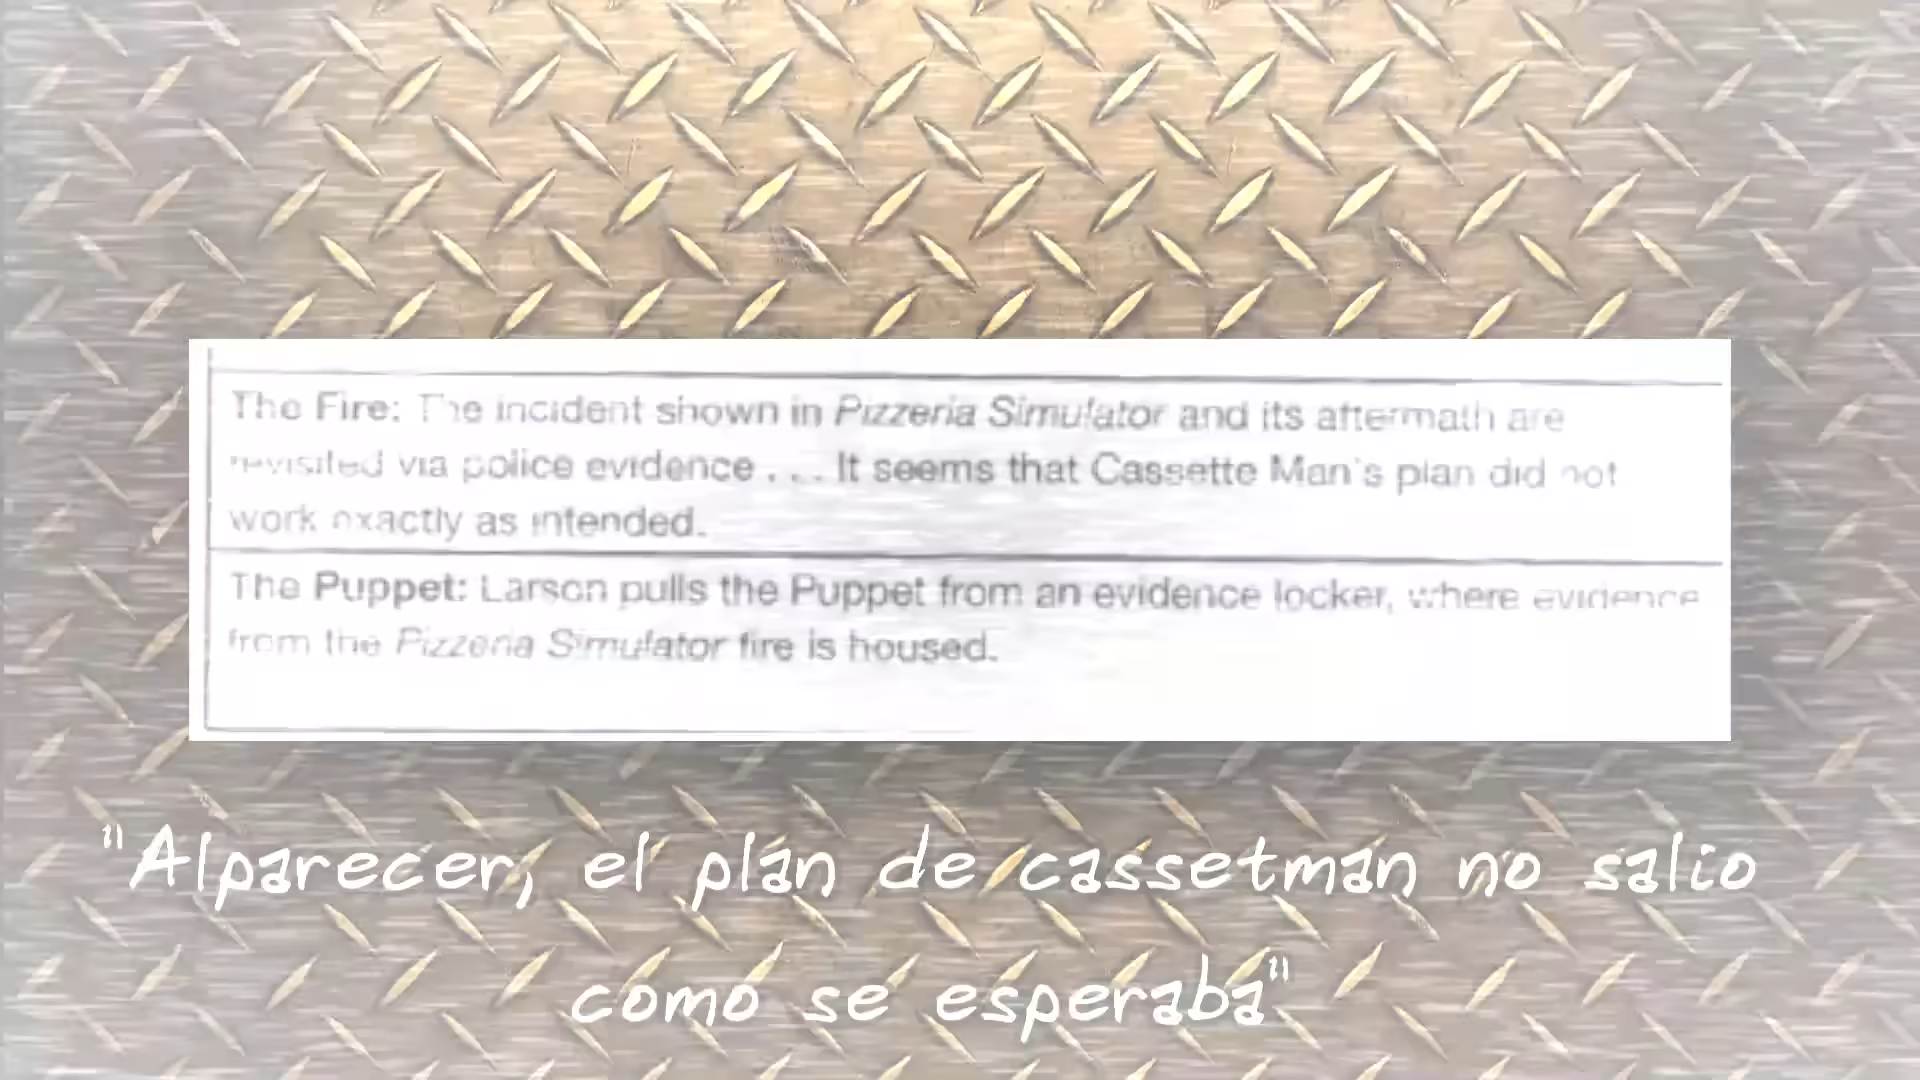 The Fire: The incident shown in Pizzeria Simulator and its aftermath are
revisited via police evidence . . . It seems that Cassette Man's plan did not
work exactly as intended.
The Puppet: Larson pulls the Puppet from an evidence locker, where evidence
from the Pizzeria Simulator fire is housed.
"Alparecer, el plan de cassetman no salio
como se esperaba"